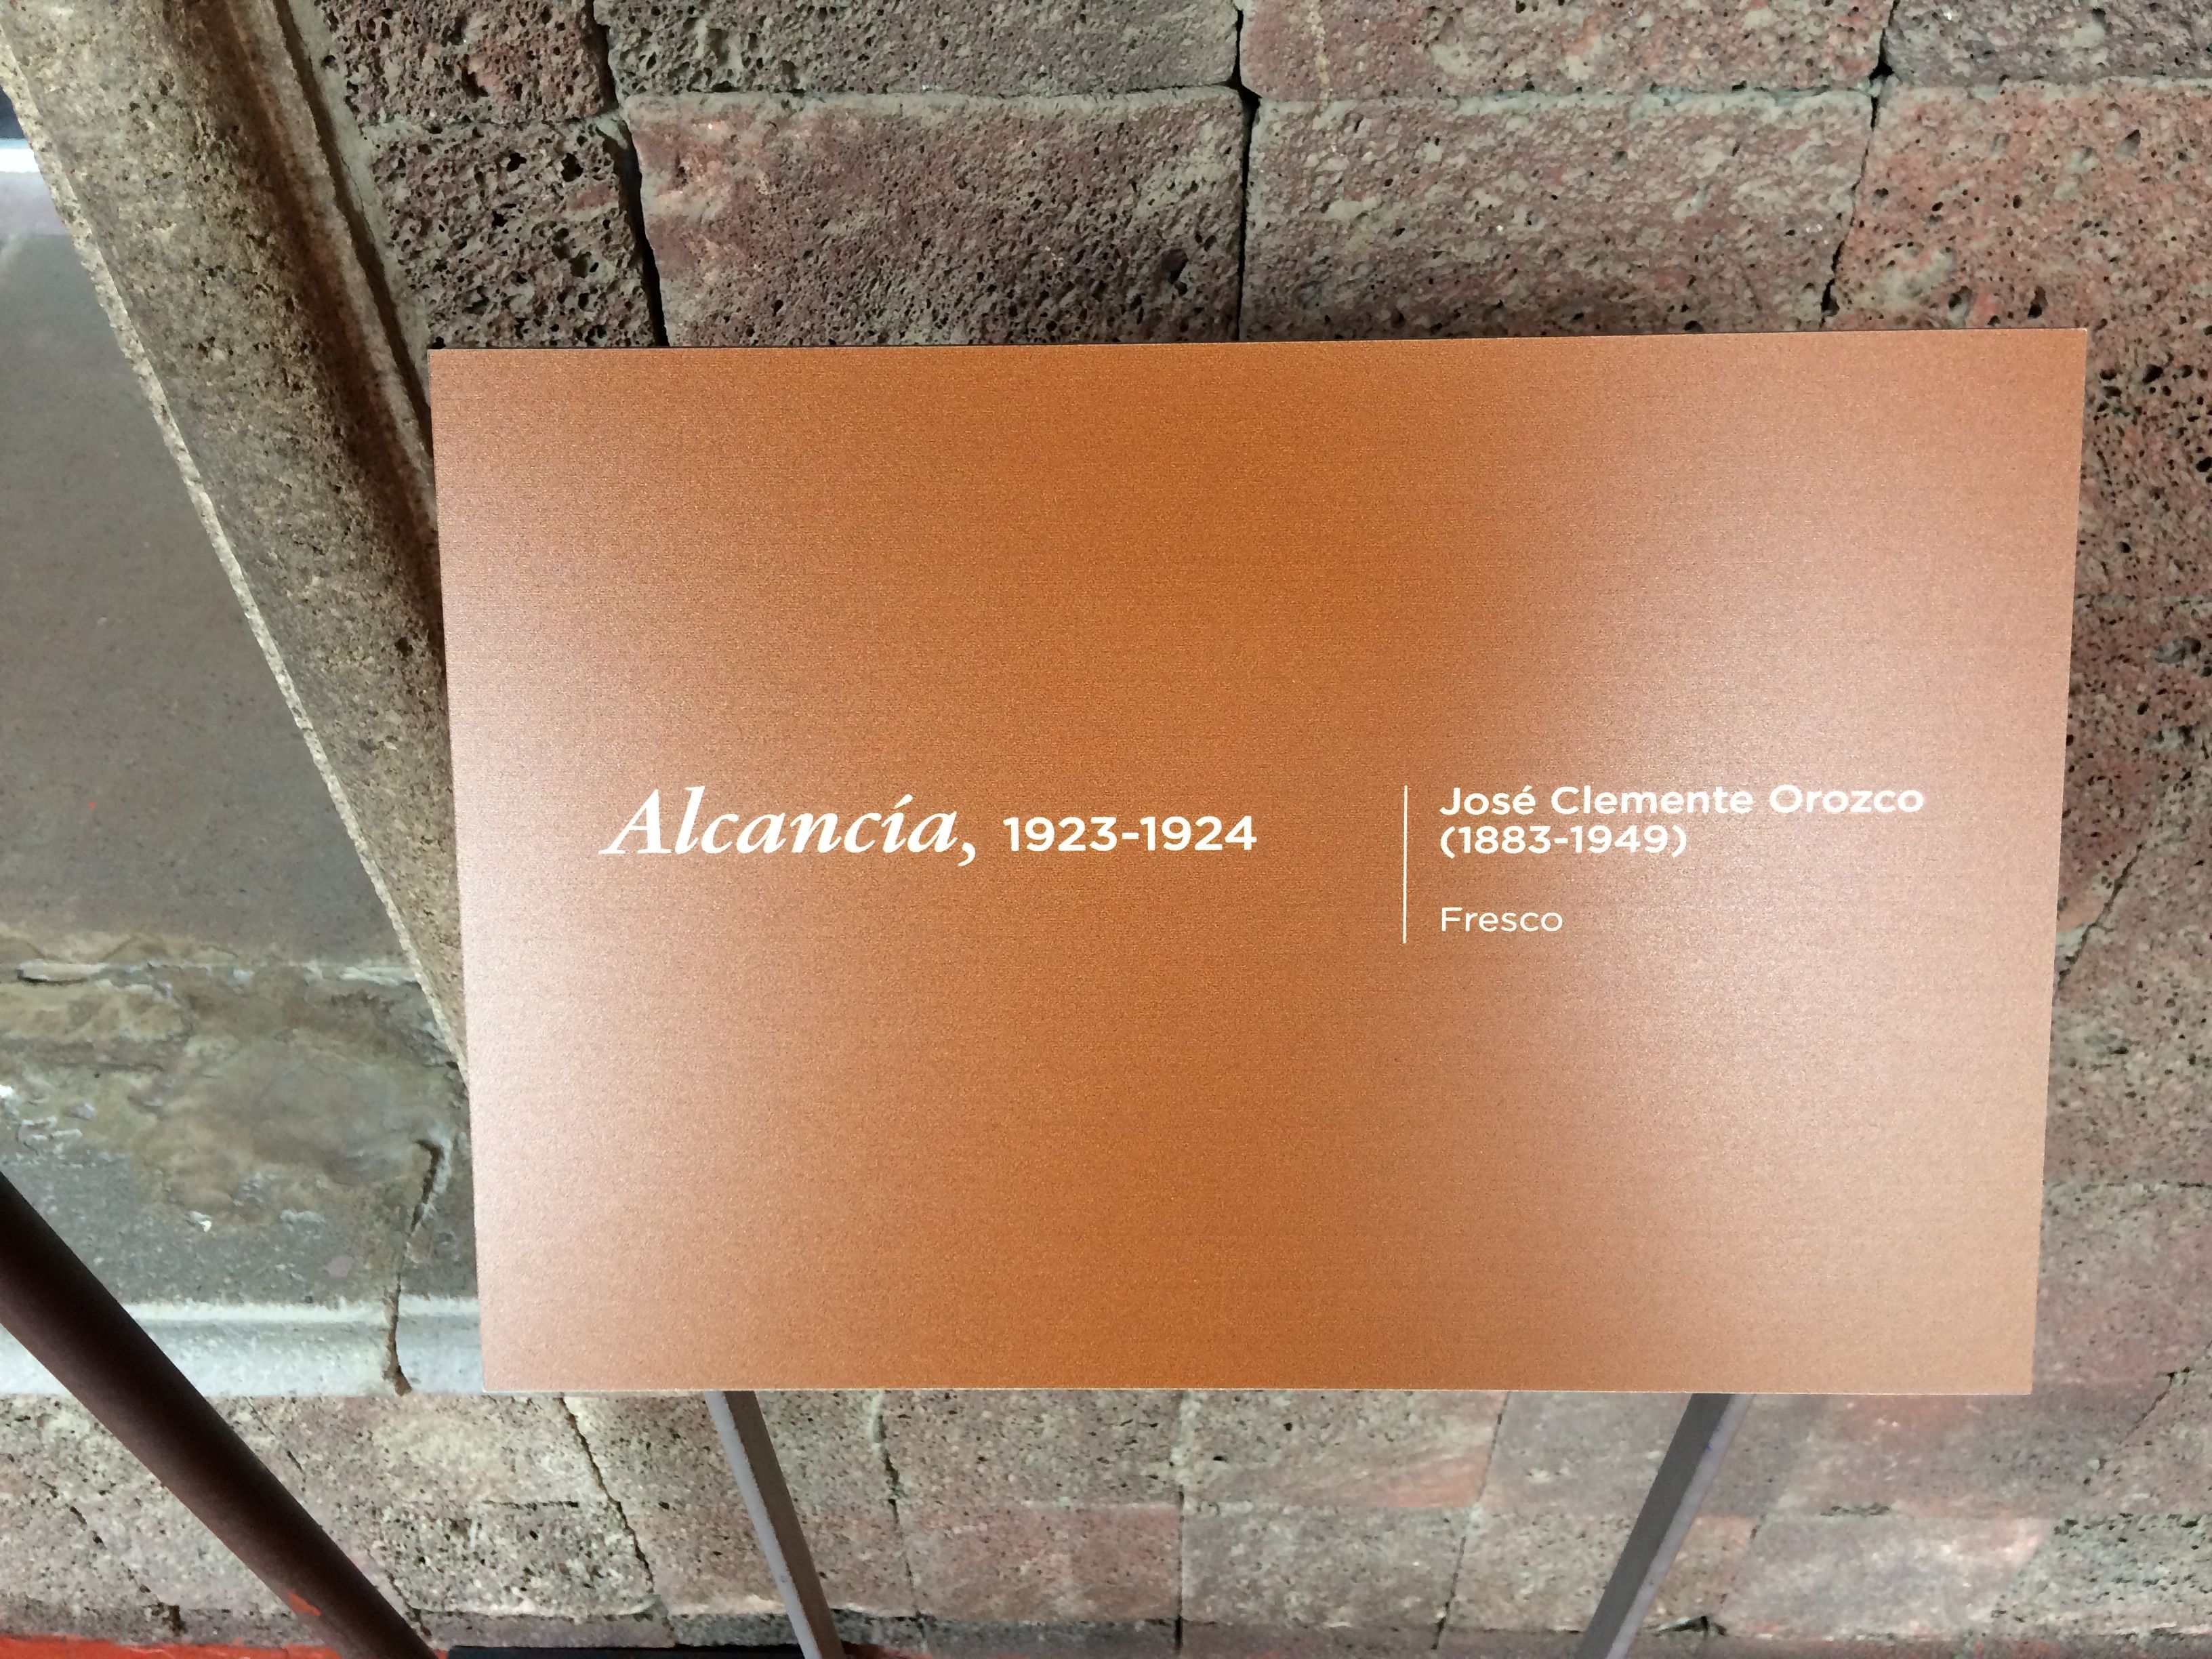 Alcancía, 1923-1924
José Clemente Orozco
(1883-1949)
Fresco